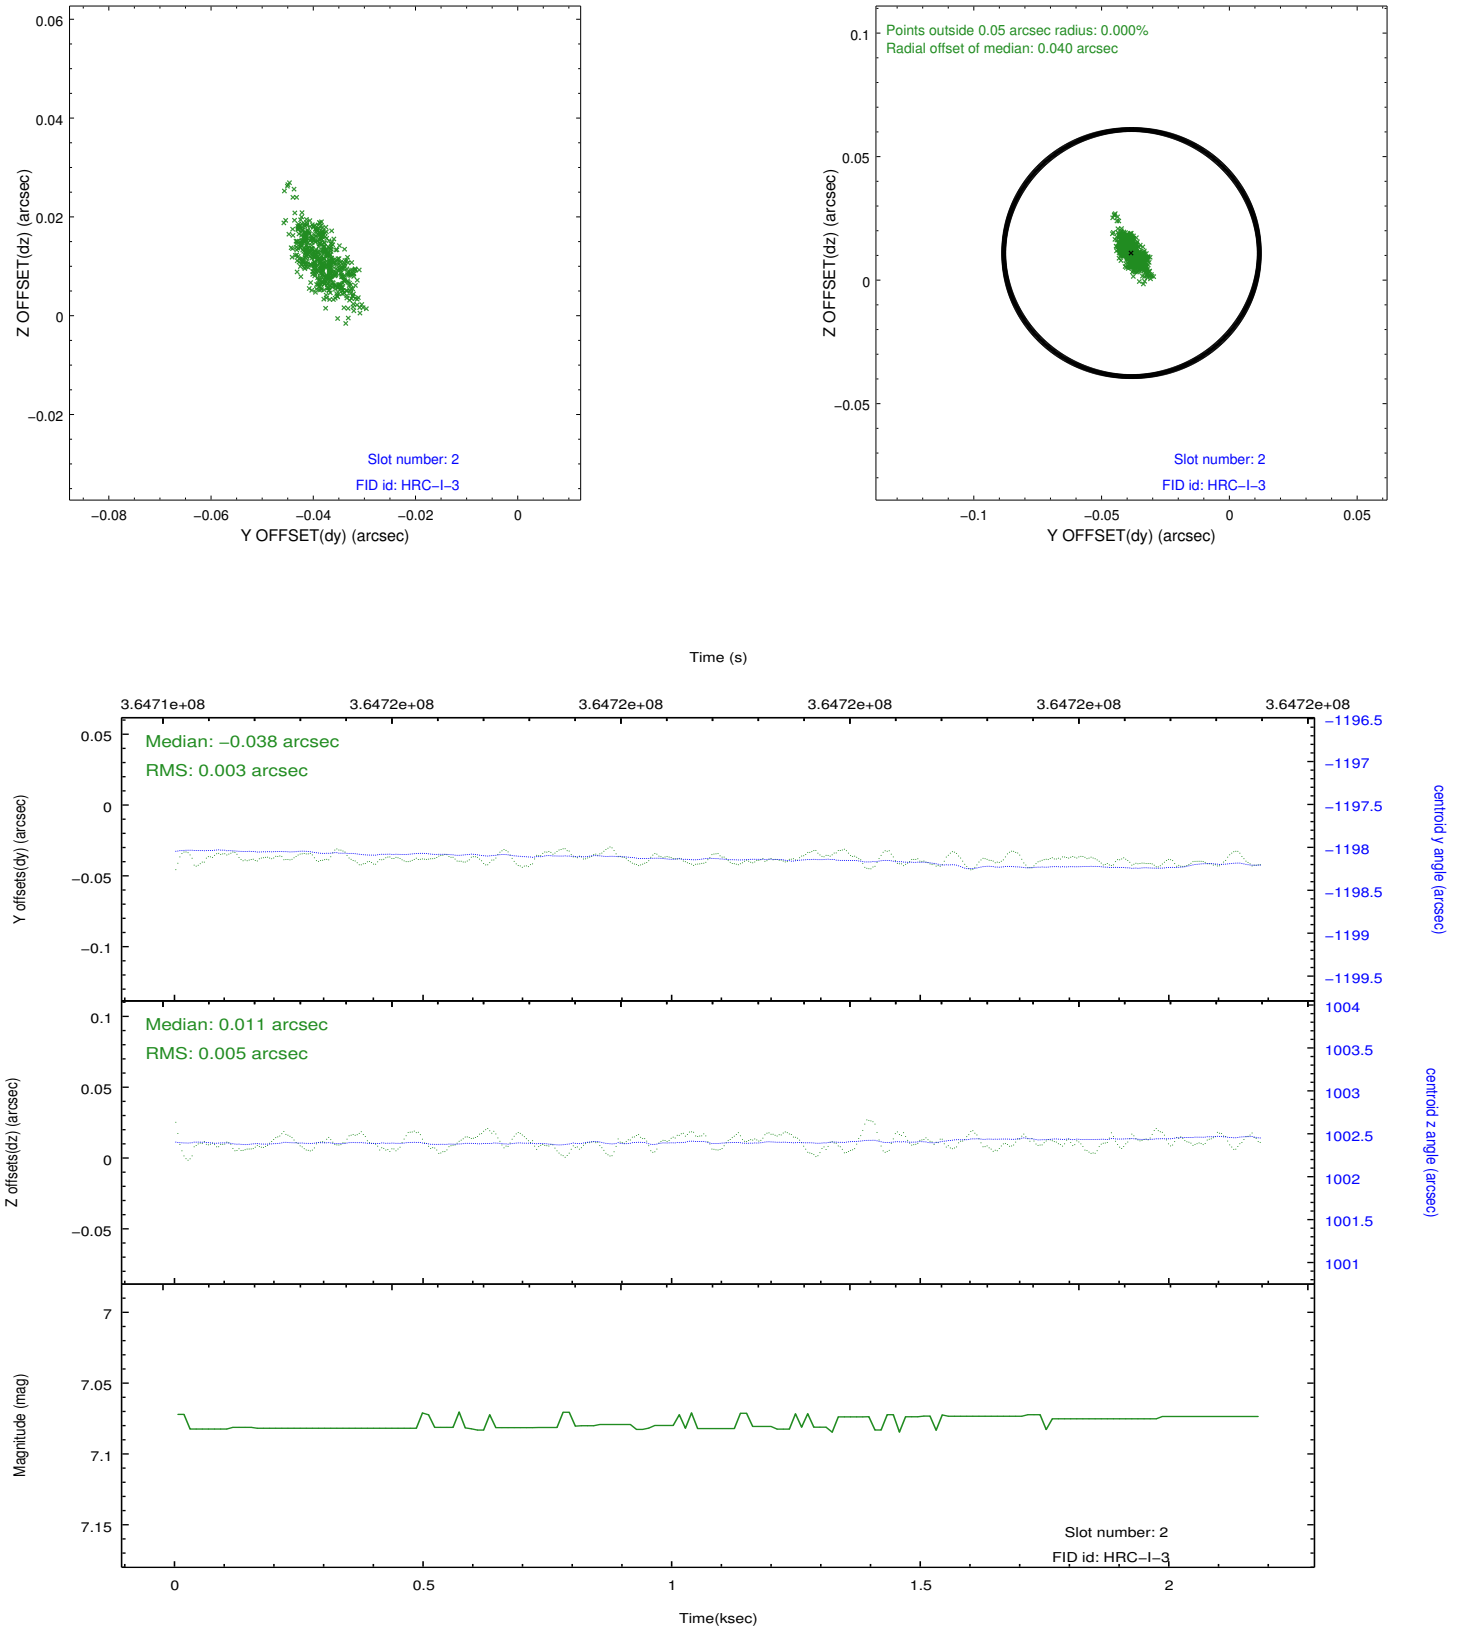 0.06
0.04
0.02
0
−0.02
Z OFFSET(dz) (arcsec)
Slot number: 2
FID id: HRC−I−3
−0.08 −0.06 −0.04 −0.02 0
Y OFFSET(dy) (arcsec)
Points outside 0.05 arcsec radius: 0.000%
Radial offset of median: 0.040 arcsec
0.1
0.05
0
−0.05
Z OFFSET(dz) (arcsec)
Slot number: 2
FID id: HRC−I−3
−0.1 −0.05 0 0.05
Y OFFSET(dy) (arcsec)
Time (s)
3.6471e+08 3.6472e+08 3.6472e+08 3.6472e+08 3.6472e+08 3.6472e+08
Median: −0.038 arcsec
RMS: 0.003 arcsec
0.05
0
−0.05
−0.1
Y offsets(dy) (arcsec)
−1196.5
−1197
−1197.5
−1198
−1198.5
−1199
−1199.5
centroid y angle (arcsec)
Median: 0.011 arcsec
RMS: 0.005 arcsec
0.1
0.05
0
−0.05
Z offsets(dz) (arcsec)
1004
1003.5
1003
1002.5
1002
1001.5
1001
centroid z angle (arcsec)
7
7.05
7.1
7.15
Magnitude (mag)
Slot number: 2
FID id: HRC−I−3
0 0.5 1 1.5 2
Time(ksec)